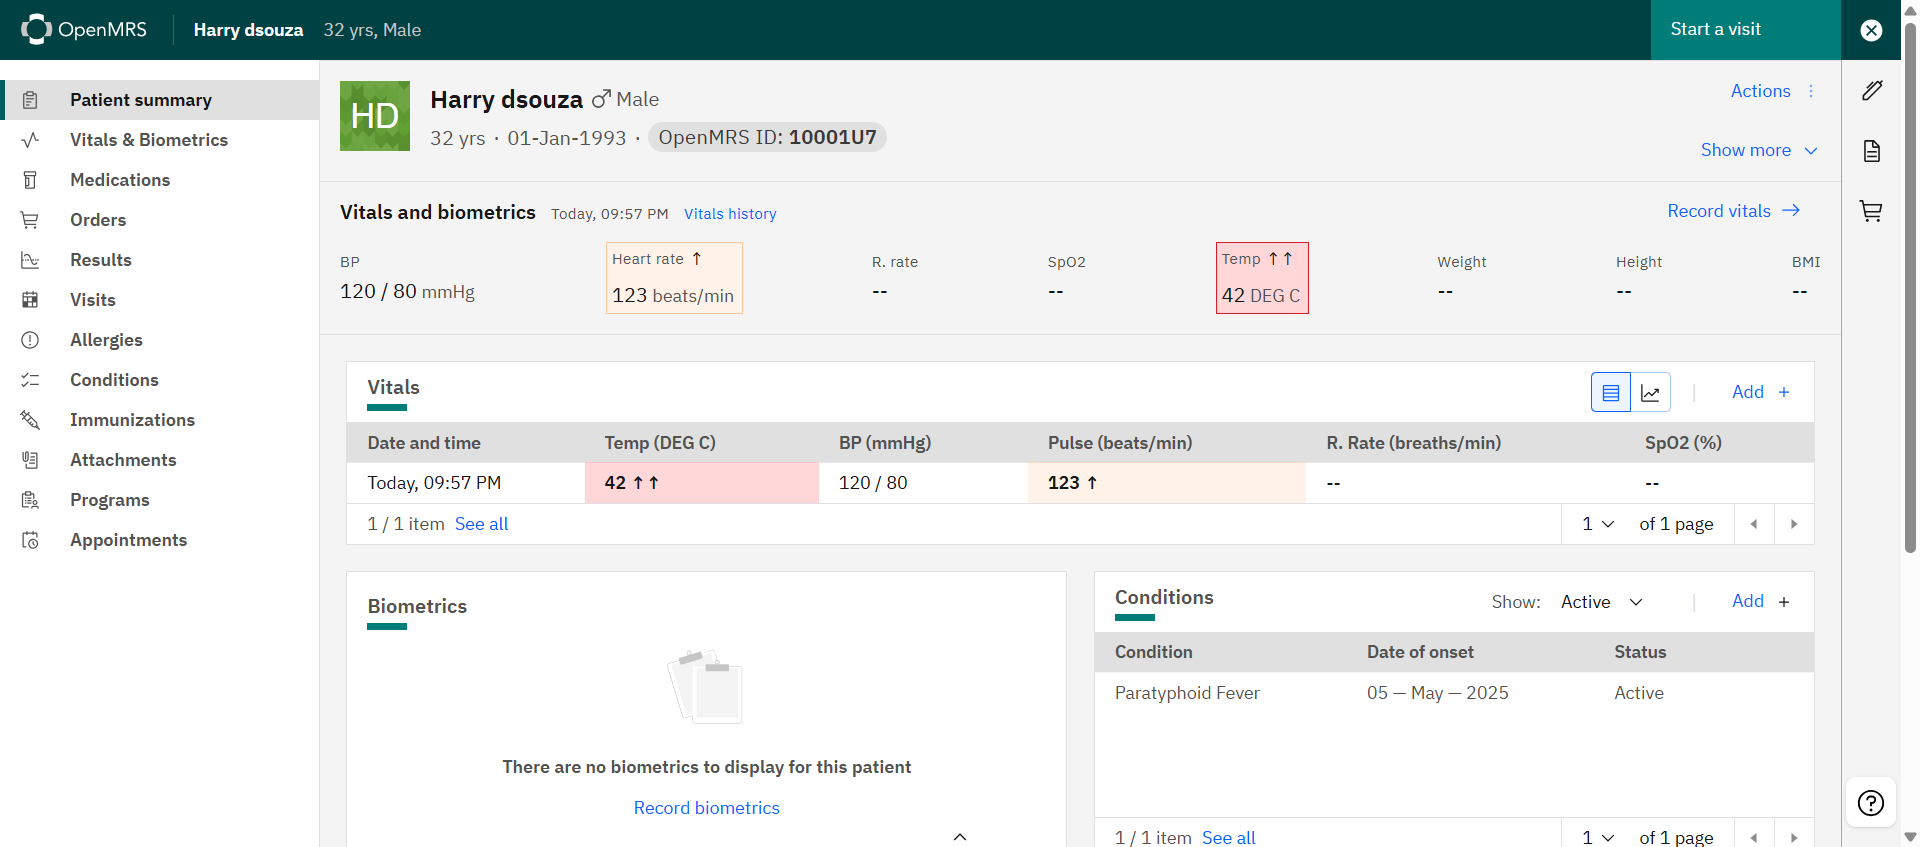 OpenMRS Harry dsouza 32 yrs, Male Start a visit
Patient summary
Vitals & Biometrics
Medications
Orders
Results
Visits
Allergies
Conditions
Immunizations
Attachments
Programs
Appointments
HD
Harry dsouza Male
32 yrs · 01-Jan-1993 · OpenMRS ID: 10001U7
Actions
Show more
Vitals and biometrics Today, 09:57 PM Vitals history Record vitals →
BP Heart rate ↑ R. rate SpO2 Temp ↑↑ Weight Height BMI
120 / 80 mmHg 123 beats/min -- -- 42 DEG C -- -- --
Vitals
Add +
Date and time Temp (DEG C) BP (mmHg) Pulse (beats/min) R. Rate (breaths/min) SpO2 (%)
Today, 09:57 PM 42 ↑↑ 120 / 80 123 ↑ -- --
1 / 1 item See all 1 of 1 page
Biometrics
There are no biometrics to display for this patient
Record biometrics
Conditions Show: Active Add +
Condition Date of onset Status
Paratyphoid Fever 05 — May — 2025 Active
1 / 1 item See all 1 of 1 page